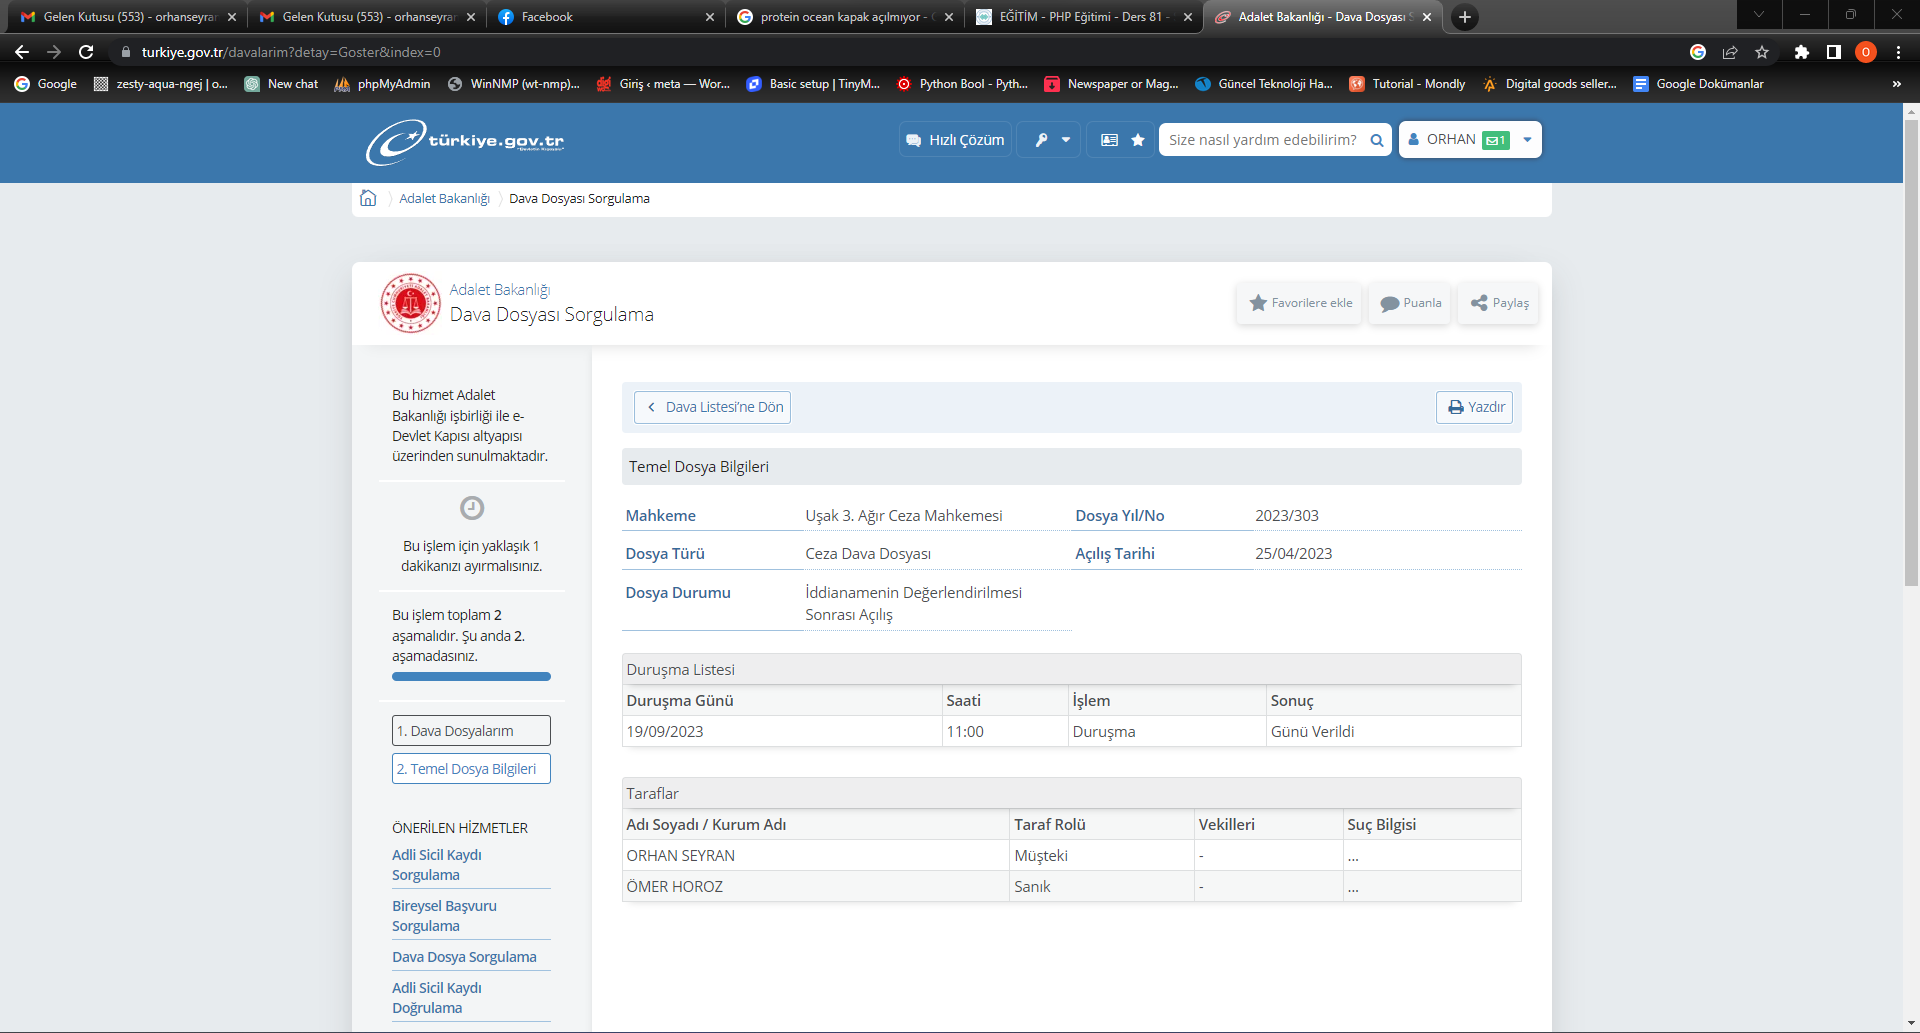 Gelen Kutusu (553) - orhanseyran
Gelen Kutusu (553) - orhanseyran
Facebook
protein ocean kapak açılmıyor -
EĞİTİM - PHP Eğitimi - Ders 81 -
Adalet Bakanlığı - Dava Dosyası S
turkiye.gov.tr/davalarim?detay=Goster&index=0
O
Google
zesty-aqua-ngej | o...
New chat
phpMyAdmin
WinNMP (wt-nmp)...
Giriş ‹ meta — Wor...
Basic setup | TinyM...
Python Bool - Pyth...
Newspaper or Mag...
Güncel Teknoloji Ha...
Tutorial - Mondly
Digital goods seller...
Google Dokümanlar
»
türkiye.gov.tr
Hızlı Çözüm
Size nasıl yardım edebilirim?
ORHAN 1
Adalet Bakanlığı
Dava Dosyası Sorgulama
Adalet Bakanlığı
Dava Dosyası Sorgulama
Favorilere ekle
Puanla
Paylaş
Bu hizmet Adalet
Bakanlığı işbirliği ile e-
Devlet Kapısı altyapısı
üzerinden sunulmaktadır.
Bu işlem için yaklaşık 1
dakikanızı ayırmalısınız.
Bu işlem toplam 2
aşamalıdır. Şu anda 2.
aşamadasınız.
1. Dava Dosyalarım
2. Temel Dosya Bilgileri
ÖNERİLEN HİZMETLER
Adli Sicil Kaydı
Sorgulama
Bireysel Başvuru
Sorgulama
Dava Dosya Sorgulama
Adli Sicil Kaydı
Doğrulama
Dava Listesi'ne Dön
Yazdır
Temel Dosya Bilgileri
Mahkeme Uşak 3. Ağır Ceza Mahkemesi Dosya Yıl/No 2023/303
Dosya Türü Ceza Dava Dosyası Açılış Tarihi 25/04/2023
Dosya Durumu İddianamenin Değerlendirilmesi
Sonrası Açılış
Duruşma Listesi
Duruşma Günü Saati İşlem Sonuç
19/09/2023 11:00 Duruşma Günü Verildi
Taraflar
Adı Soyadı / Kurum Adı Taraf Rolü Vekilleri Suç Bilgisi
ORHAN SEYRAN Müşteki - ...
ÖMER HOROZ Sanık - ...